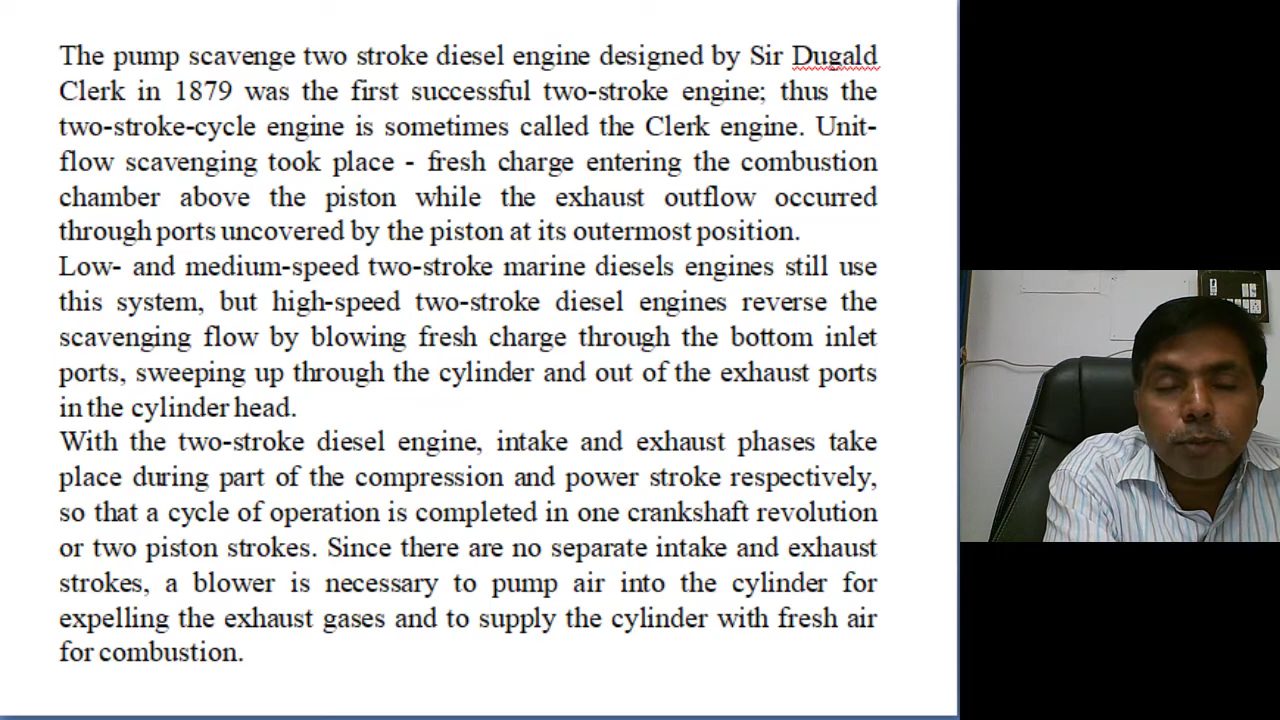 The pump scavenge two stroke diesel engine designed by Sir Dugald
Clerk in 1879 was the first successful two-stroke engine; thus the
two-stroke-cycle engine is sometimes called the Clerk engine. Unit-
flow scavenging took place - fresh charge entering the combustion
chamber above the piston while the exhaust outflow occurred
through ports uncovered by the piston at its outermost position.
Low- and medium-speed two-stroke marine diesels engines still use
this system, but high-speed two-stroke diesel engines reverse the
scavenging flow by blowing fresh charge through the bottom inlet
ports, sweeping up through the cylinder and out of the exhaust ports
in the cylinder head.
With the two-stroke diesel engine, intake and exhaust phases take
place during part of the compression and power stroke respectively,
so that a cycle of operation is completed in one crankshaft revolution
or two piston strokes. Since there are no separate intake and exhaust
strokes, a blower is necessary to pump air into the cylinder for
expelling the exhaust gases and to supply the cylinder with fresh air
for combustion.